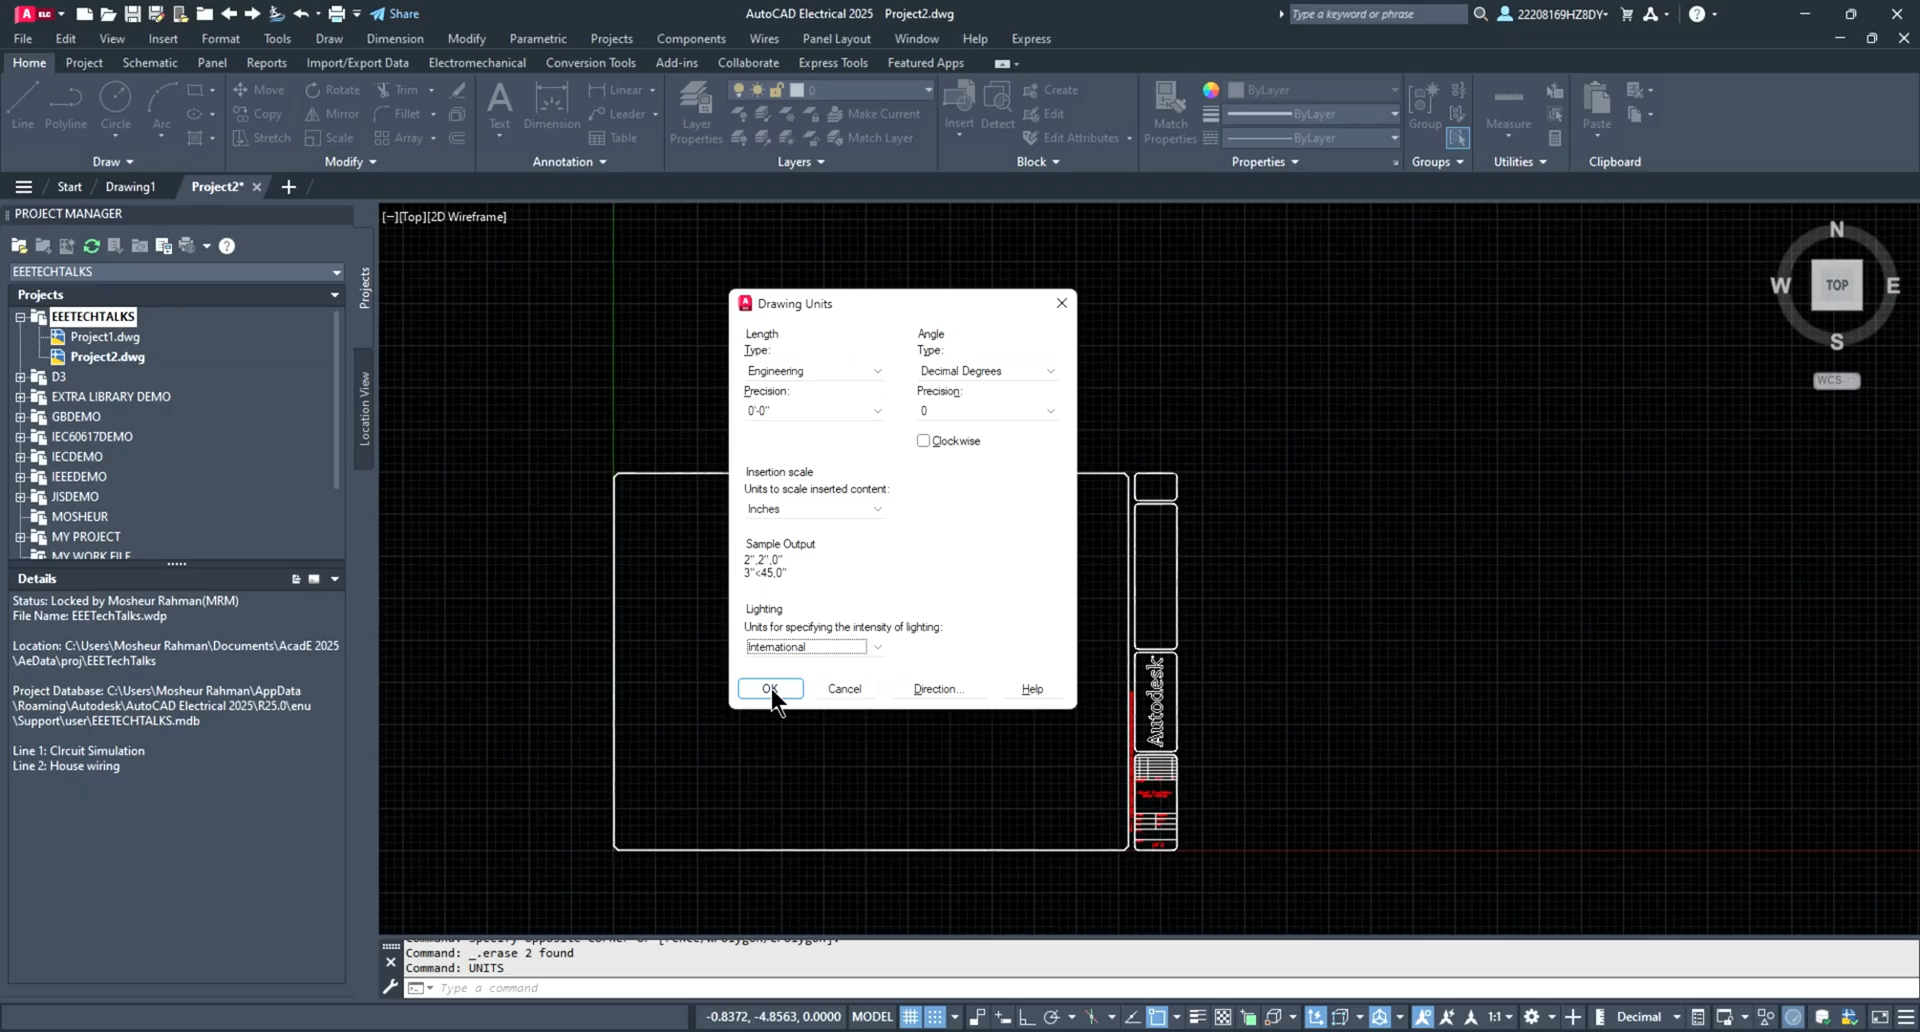 ELC
Share
AutoCAD Electrical 2025 Project2.dwg
Type a keyword or phrase
22208169HZ8DY
File Edit View Insert Format Tools Draw Dimension Modify Parametric Projects Components Wires Panel Layout Window Help Express
Home Project Schematic Panel Reports Import/Export Data Electromechanical Conversion Tools Add-ins Collaborate Express Tools Featured Apps
Line Polyline Circle Arc
Draw
Move Rotate Trim
Copy Mirror Fillet
Stretch Scale Array
Modify
Text Dimension
Linear
Leader
Table
Annotation
Layer Properties
0
Make Current
Match Layer
Layers
Insert Detect
Create
Edit
Edit Attributes
Block
Match Properties
ByLayer
ByLayer
ByLayer
Properties
Group
Groups
Measure
Utilities
Paste
Clipboard
Start Drawing1 Project2*
PROJECT MANAGER
EEETECHTALKS
Projects
EEETECHTALKS
Project1.dwg
Project2.dwg
D3
EXTRA LIBRARY DEMO
GBDEMO
IEC60617DEMO
IECDEMO
IEEEDEMO
JISDEMO
MOSHEUR
MY PROJECT
MY WORK FILE
Projects
Location View
Details
Status: Locked by Mosheur Rahman(MRM)
File Name: EEETechTalks.wdp
Location: C:\Users\Mosheur Rahman\Documents\AcadE 2025
\AeData\proj\EEETechTalks
Project Database: C:\Users\Mosheur Rahman\AppData
\Roaming\Autodesk\AutoCAD Electrical 2025\R25.0\enu
\Support\user\EEETECHTALKS.mdb
Line 1: CIrcuit Simulation
Line 2: House wiring
[−][Top][2D Wireframe]
N
W TOP E
S
WCS
Drawing Units
Length
Type:
Engineering
Precision:
0'-0"
Angle
Type:
Decimal Degrees
Precision:
0
Clockwise
Insertion scale
Units to scale inserted content:
Inches
Sample Output
2",2",0"
3"<45,0"
Lighting
Units for specifying the intensity of lighting:
International
OK Cancel Direction... Help
Autodesk
Command: Specify opposite corner or [Fence/WPolygon/CPolygon]:
Command: _.erase 2 found
Command: UNITS
Type a command
-0.8372, -4.8563, 0.0000 MODEL 1:1 Decimal